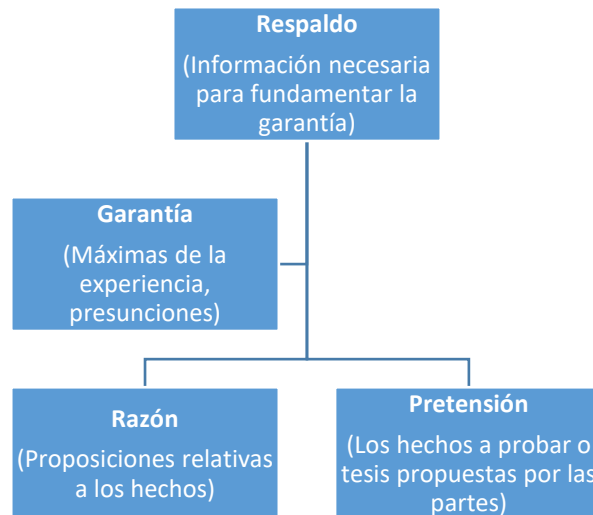 Respaldo
(Información necesaria
para fundamentar la
garantía)
Garantía
(Máximas de la
experiencia,
presunciones)
Razón
(Proposiciones relativas
a los hechos)
Pretensión
(Los hechos a probar o
tesis propuestas por las
partes)